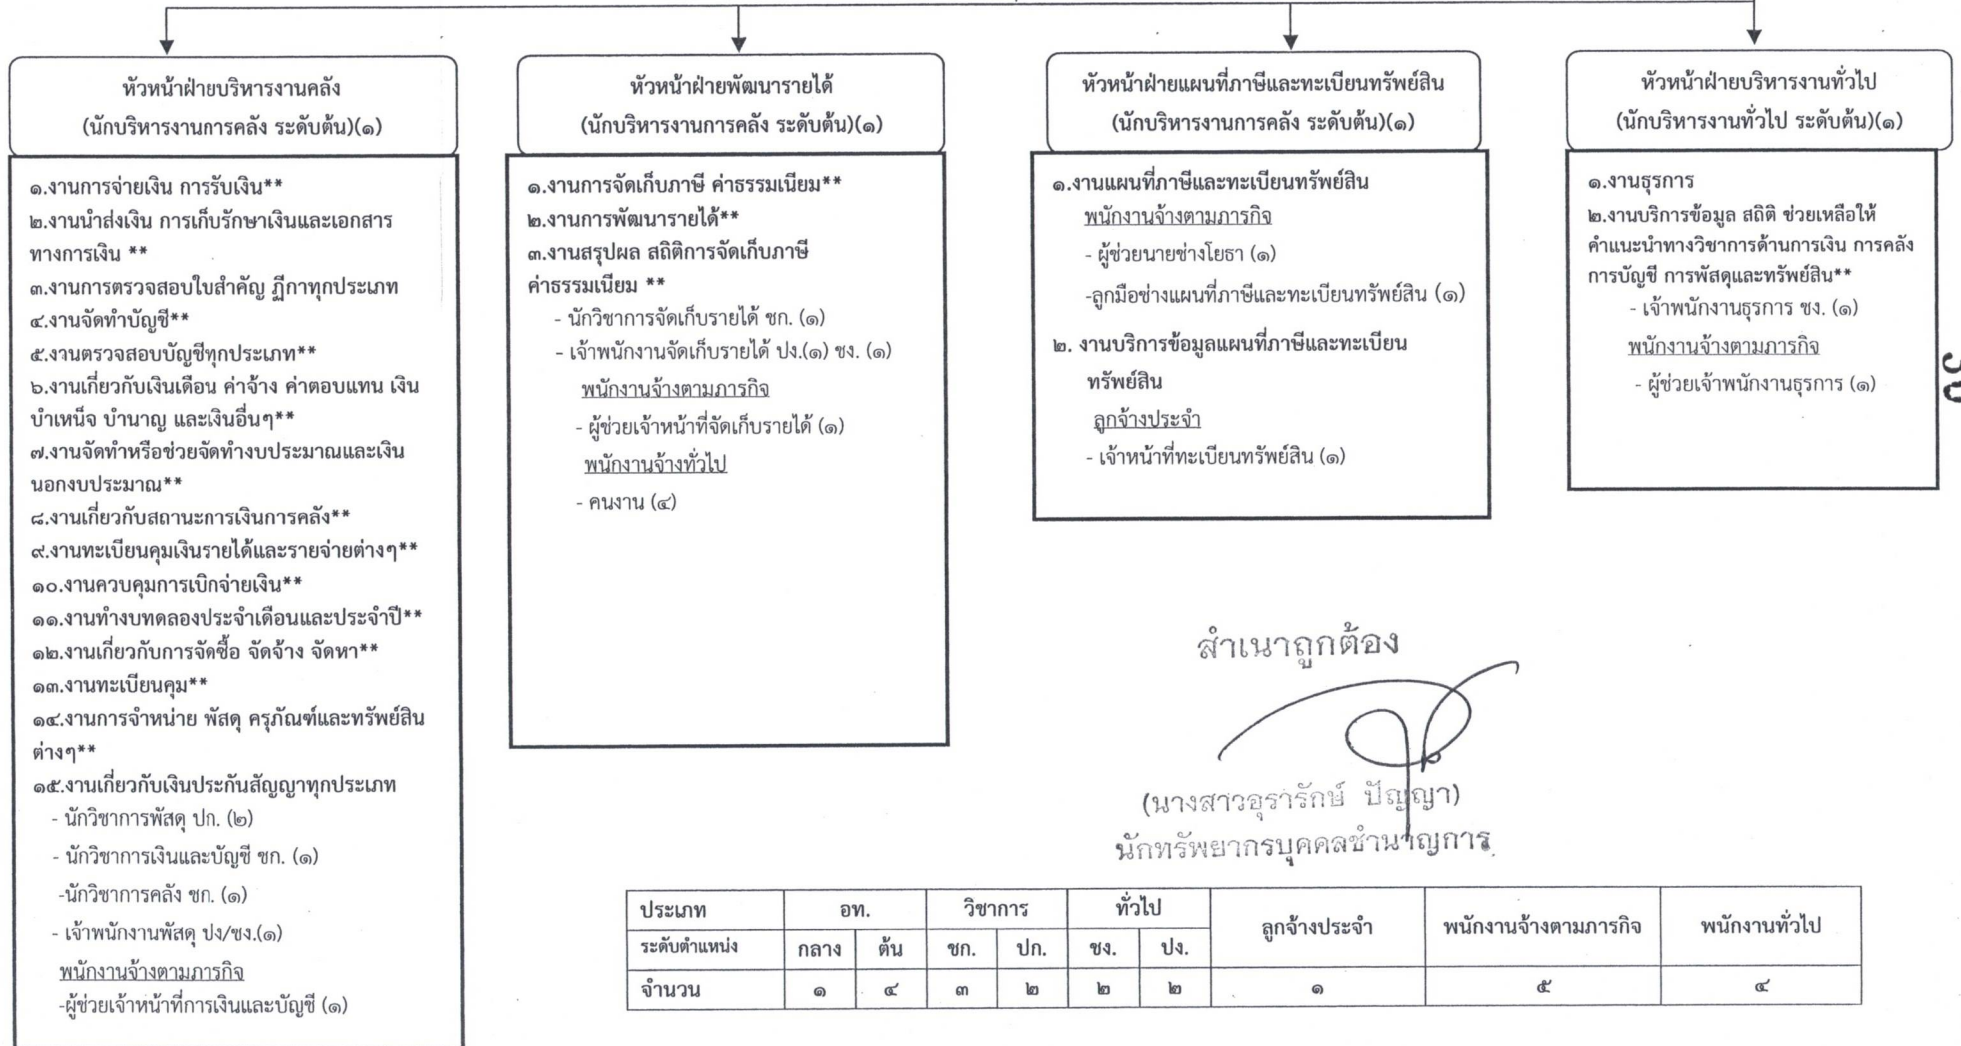 หัวหน้าฝ่ายบริหารงานคลัง
(นักบริหารงานการคลัง ระดับต้น)(๑)
๑.งานการจ่ายเงิน การรับเงิน**
๒.งานนำส่งเงิน การเก็บรักษาเงินและเอกสาร
ทางการเงิน **
๓.งานการตรวจสอบใบสำคัญ ฎีกาทุกประเภท
๔.งานจัดทำบัญชี**
๕.งานตรวจสอบบัญชีทุกประเภท**
๖.งานเกี่ยวกับเงินเดือน ค่าจ้าง ค่าตอบแทน เงิน
บำเหน็จ บำนาญ และเงินอื่นๆ**
๗.งานจัดทำหรือช่วยจัดทำงบประมาณและเงิน
นอกงบประมาณ**
๘.งานเกี่ยวกับสถานะการเงินการคลัง**
๙.งานทะเบียนคุมเงินรายได้และรายจ่ายต่างๆ**
๑๐.งานควบคุมการเบิกจ่ายเงิน**
๑๑.งานทำงบทดลองประจำเดือนและประจำปี**
๑๒.งานเกี่ยวกับการจัดซื้อ จัดจ้าง จัดหา**
๑๓.งานทะเบียนคุม**
๑๔.งานการจำหน่าย พัสดุ ครุภัณฑ์และทรัพย์สิน
ต่างๆ**
๑๕.งานเกี่ยวกับเงินประกันสัญญาทุกประเภท
- นักวิชาการพัสดุ ปก. (๒)
- นักวิชาการเงินและบัญชี ชก. (๑)
-นักวิชาการคลัง ชก. (๑)
- เจ้าพนักงานพัสดุ ปง/ชง.(๑)
พนักงานจ้างตามภารกิจ
-ผู้ช่วยเจ้าหน้าที่การเงินและบัญชี (๑)
หัวหน้าฝ่ายพัฒนารายได้
(นักบริหารงานการคลัง ระดับต้น)(๑)
๑.งานการจัดเก็บภาษี ค่าธรรมเนียม**
๒.งานการพัฒนารายได้**
๓.งานสรุปผล สถิติการจัดเก็บภาษี
ค่าธรรมเนียม **
- นักวิชาการจัดเก็บรายได้ ชก. (๑)
- เจ้าพนักงานจัดเก็บรายได้ ปง.(๑) ชง. (๑)
พนักงานจ้างตามภารกิจ
- ผู้ช่วยเจ้าหน้าที่จัดเก็บรายได้ (๑)
พนักงานจ้างทั่วไป
- คนงาน (๔)
หัวหน้าฝ่ายแผนที่ภาษีและทะเบียนทรัพย์สิน
(นักบริหารงานการคลัง ระดับต้น)(๑)
๑.งานแผนที่ภาษีและทะเบียนทรัพย์สิน
พนักงานจ้างตามภารกิจ
- ผู้ช่วยนายช่างโยธา (๑)
-ลูกมือช่างแผนที่ภาษีและทะเบียนทรัพย์สิน (๑)
๒. งานบริการข้อมูลแผนที่ภาษีและทะเบียน
ทรัพย์สิน
ลูกจ้างประจำ
- เจ้าหน้าที่ทะเบียนทรัพย์สิน (๑)
หัวหน้าฝ่ายบริหารงานทั่วไป
(นักบริหารงานทั่วไป ระดับต้น)(๑)
๑.งานธุรการ
๒.งานบริการข้อมูล สถิติ ช่วยเหลือให้
คำแนะนำทางวิชาการด้านการเงิน การคลัง
การบัญชี การพัสดุและทรัพย์สิน**
- เจ้าพนักงานธุรการ ชง. (๑)
พนักงานจ้างตามภารกิจ
- ผู้ช่วยเจ้าพนักงานธุรการ (๑)
สำเนาถูกต้อง
(นางสาวอุรารักษ์ ปัญญา)
นักทรัพยากรบุคคลชำนาญการ
ประเภท อท. วิชาการ ทั่วไป ลูกจ้างประจำ พนักงานจ้างตามภารกิจ พนักงานทั่วไป
ระดับตำแหน่ง กลาง ต้น ชก. ปก. ชง. ปง.
จำนวน ๑ ๔ ๓ ๒ ๒ ๒ ๑ ๕ ๔